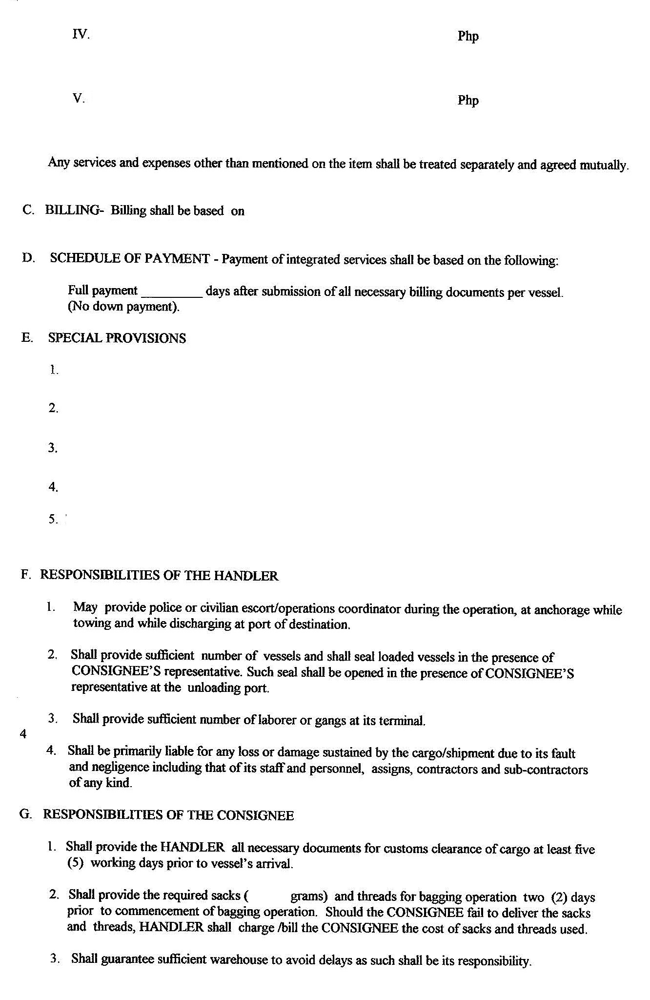 IV. Php
V. Php
Any services and expenses other than mentioned on the item shall be treated separately and agreed mutually.
C. BILLING- Billing shall be based on
D. SCHEDULE OF PAYMENT - Payment of integrated services shall be based on the following:
Full payment _________ days after submission of all necessary billing documents per vessel.
(No down payment).
E. SPECIAL PROVISIONS
1.
2.
3.
4.
5.
F. RESPONSIBILITIES OF THE HANDLER
1. May provide police or civilian escort/operations coordinator during the operation, at anchorage while
towing and while discharging at port of destination.
2. Shall provide sufficient number of vessels and shall seal loaded vessels in the presence of
CONSIGNEE'S representative. Such seal shall be opened in the presence of CONSIGNEE'S
representative at the unloading port.
3. Shall provide sufficient number of laborer or gangs at its terminal.
4
4. Shall be primarily liable for any loss or damage sustained by the cargo/shipment due to its fault
and negligence including that of its staff and personnel, assigns, contractors and sub-contractors
of any kind.
G. RESPONSIBILITIES OF THE CONSIGNEE
1. Shall provide the HANDLER all necessary documents for customs clearance of cargo at least five
(5) working days prior to vessel's arrival.
2. Shall provide the required sacks ( grams) and threads for bagging operation two (2) days
prior to commencement of bagging operation. Should the CONSIGNEE fail to deliver the sacks
and threads, HANDLER shall charge /bill the CONSIGNEE the cost of sacks and threads used.
3. Shall guarantee sufficient warehouse to avoid delays as such shall be its responsibility.